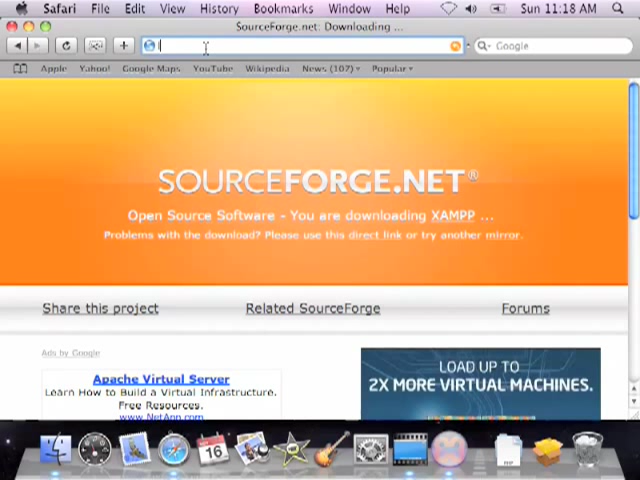 Safari File Edit View History Bookmarks Window Help Sun 11:18 AM
SourceForge.net: Downloading ...
l Google
Apple Yahoo! Google Maps YouTube Wikipedia News (107) Popular
SOURCEFORGE.NET®
Open Source Software - You are downloading XAMPP ...
Problems with the download? Please use this direct link or try another mirror.
Share this project Related SourceForge Forums
Ads by Google
Apache Virtual Server
Learn How to Build a Virtual Infrastructure.
Free Resources.
www.NetApp.com
LOAD UP TO
2X MORE VIRTUAL MACHINES.
16